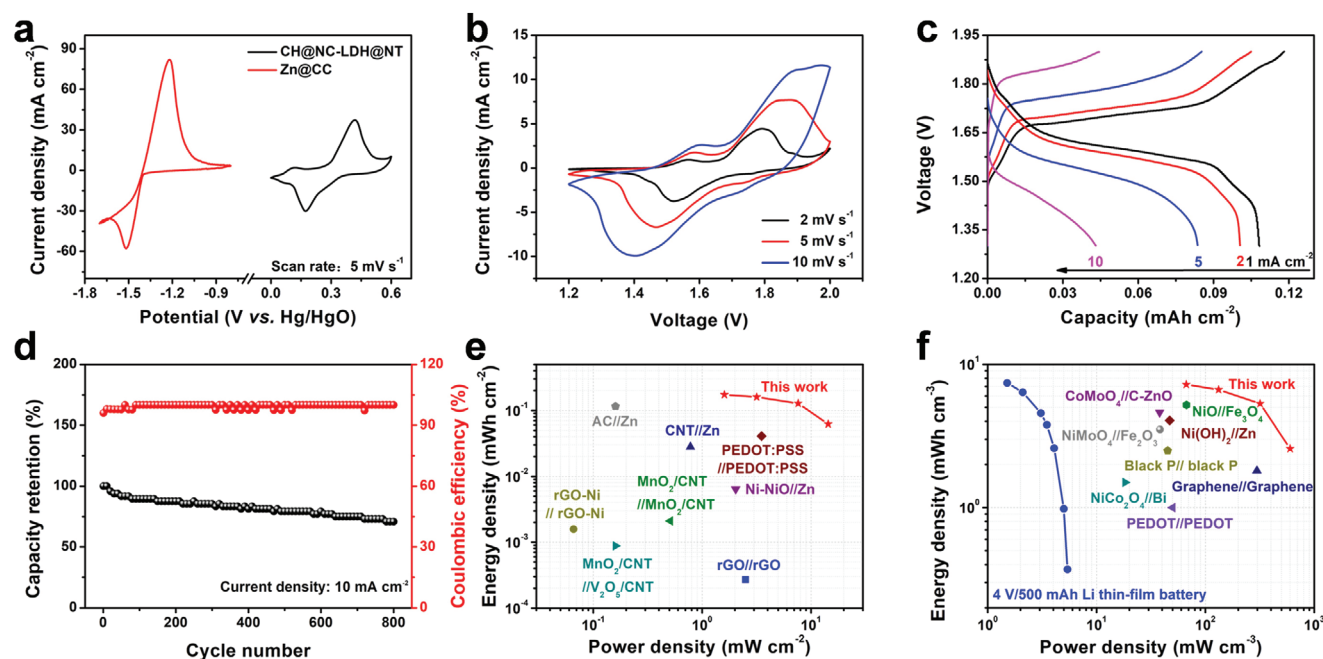 a
90
60
30
0
-30
-60
Current density (mA cm⁻²)
CH@NC-LDH@NT
Zn@CC
Scan rate: 5 mV s⁻¹
-1.8 -1.5 -1.2 -0.9 0.0 0.3 0.6
Potential (V vs. Hg/HgO)
b
15
10
5
0
-5
-10
Current density (mA cm⁻²)
2 mV s⁻¹
5 mV s⁻¹
10 mV s⁻¹
1.2 1.4 1.6 1.8 2.0
Voltage (V)
c
1.95
1.80
1.65
1.50
1.35
1.20
Voltage (V)
10 5 2 1 mA cm⁻²
0.00 0.03 0.06 0.09 0.12
Capacity (mAh cm⁻²)
d
200
150
100
50
0
Capacity retention (%)
120
90
60
30
0
Coulombic efficiency (%)
Current density: 10 mA cm⁻²
0 200 400 600 800
Cycle number
e
10⁰
10⁻¹
10⁻²
10⁻³
10⁻⁴
Energy density (mWh cm⁻²)
This work
AC//Zn
CNT//Zn
PEDOT:PSS
//PEDOT:PSS
MnO₂/CNT
//MnO₂/CNT
Ni-NiO//Zn
rGO-Ni
// rGO-Ni
MnO₂/CNT
//V₂O₅/CNT
rGO//rGO
10⁻¹ 10⁰ 10¹ 10²
Power density (mW cm⁻²)
f
10¹
10⁰
Energy density (mWh cm⁻³)
This work
CoMoO₄//C-ZnO
NiO//Fe₃O₄
NiMoO₄//Fe₂O₃
Ni(OH)₂//Zn
Black P// black P
Graphene//Graphene
NiCo₂O₄//Bi
PEDOT//PEDOT
4 V/500 mAh Li thin-film battery
10⁰ 10¹ 10² 10³
Power density (mW cm⁻³)